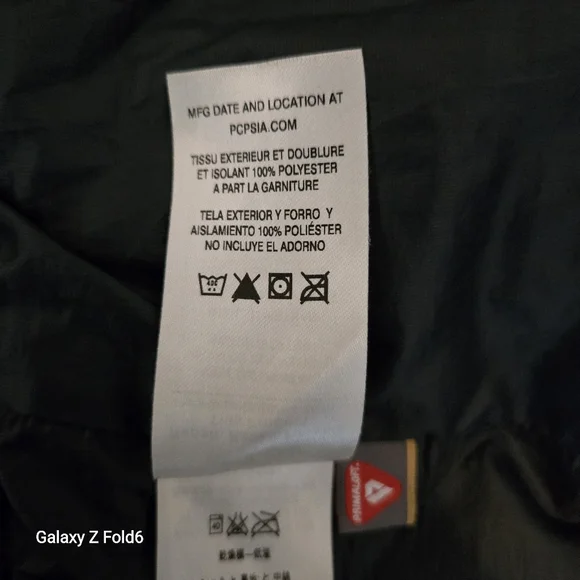 MFG DATE AND LOCATION AT
PCPSIA.COM
TISSU EXTERIEUR ET DOUBLURE
ET ISOLANT 100% POLYESTER
A PART LA GARNITURE
TELA EXTERIOR Y FORRO Y
AISLAMIENTO 100% POLIÉSTER
NO INCLUYE EL ADORNO
PRIMALOFT
40
Galaxy Z Fold6